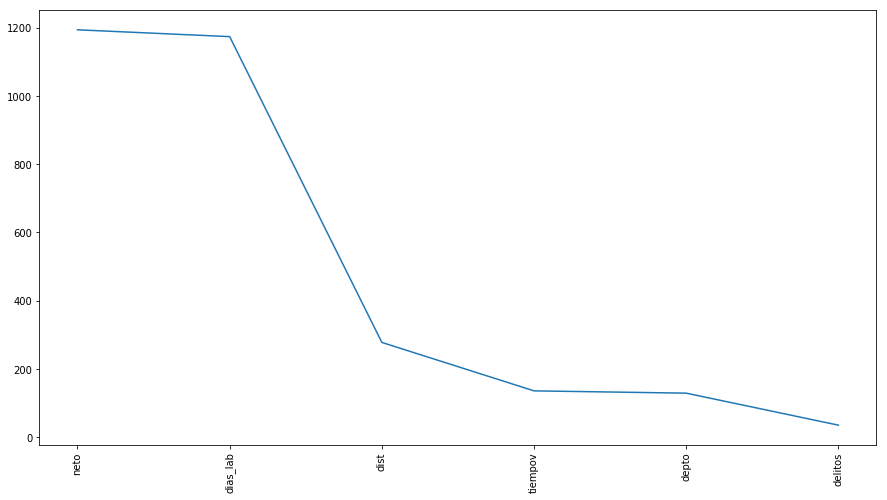 1200
1000
800
600
400
200
0
neto
dias_lab
dist
tiempov
depto
delitos